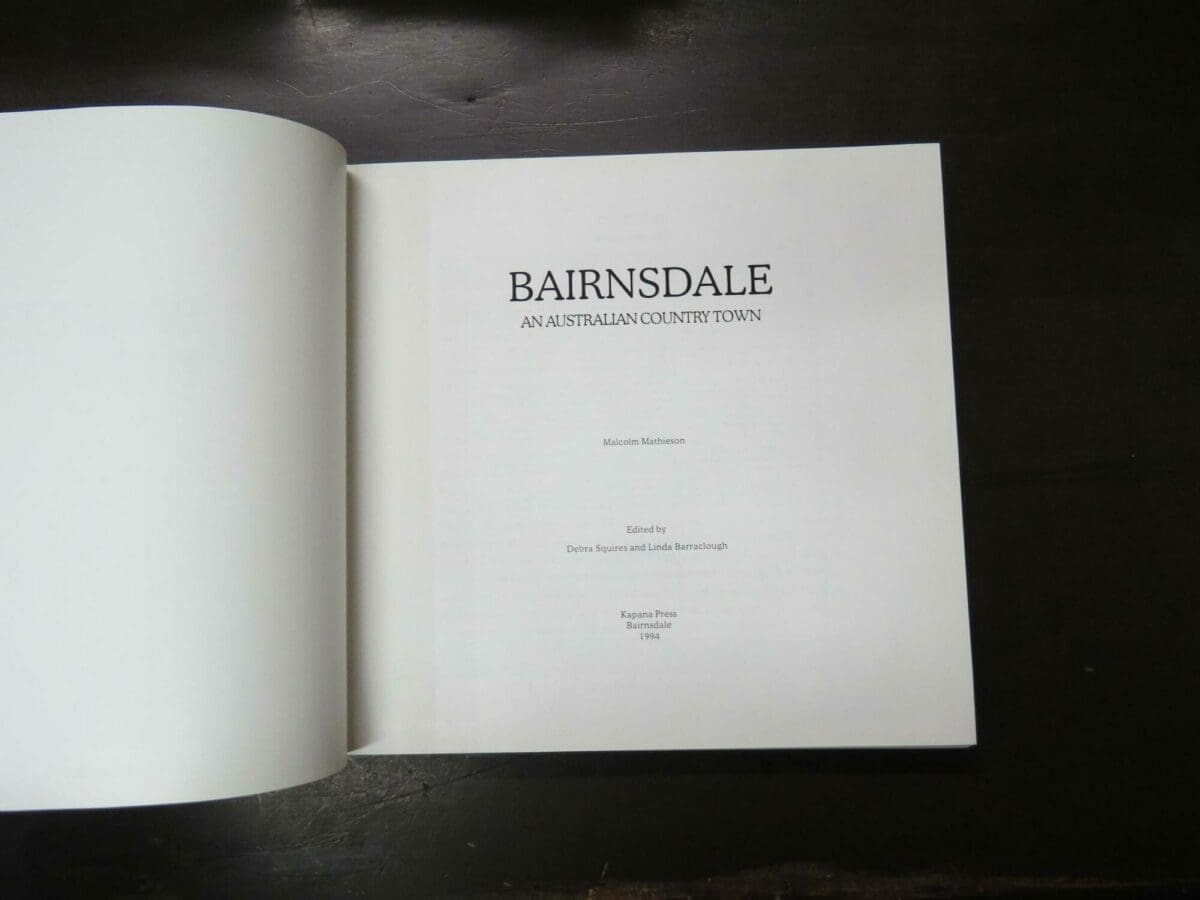 BAIRNSDALE
AN AUSTRALIAN COUNTRY TOWN
Malcolm Mathieson
Edited by
Debra Squires and Linda Barraclough
Kapana Press
Bairnsdale
1994